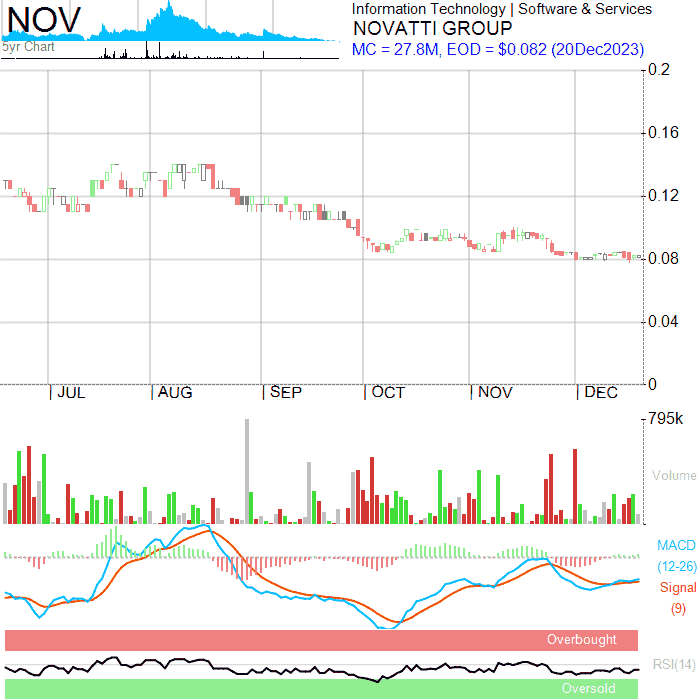 NOV
5yr Chart
Information Technology | Software & Services
NOVATTI GROUP
MC = 27.8M, EOD = $0.082 (20Dec2023)
0.2
0.16
0.12
0.08
0.04
0
JUL AUG SEP OCT NOV DEC
795k
Volume
MACD
(12-26)
Signal
(9)
Overbought
RSI(14)
Oversold